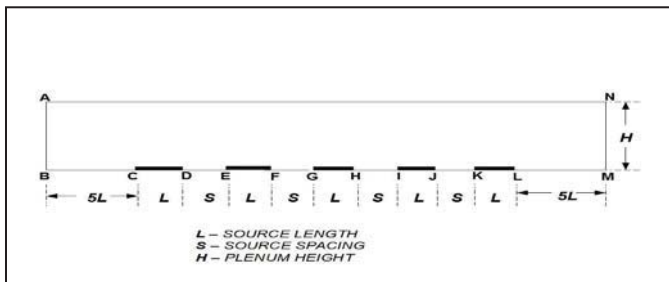 A N
H
B C D E F G H I J K L M
5L L S L S L S L S L 5L
L – SOURCE LENGTH
S – SOURCE SPACING
H – PLENUM HEIGHT